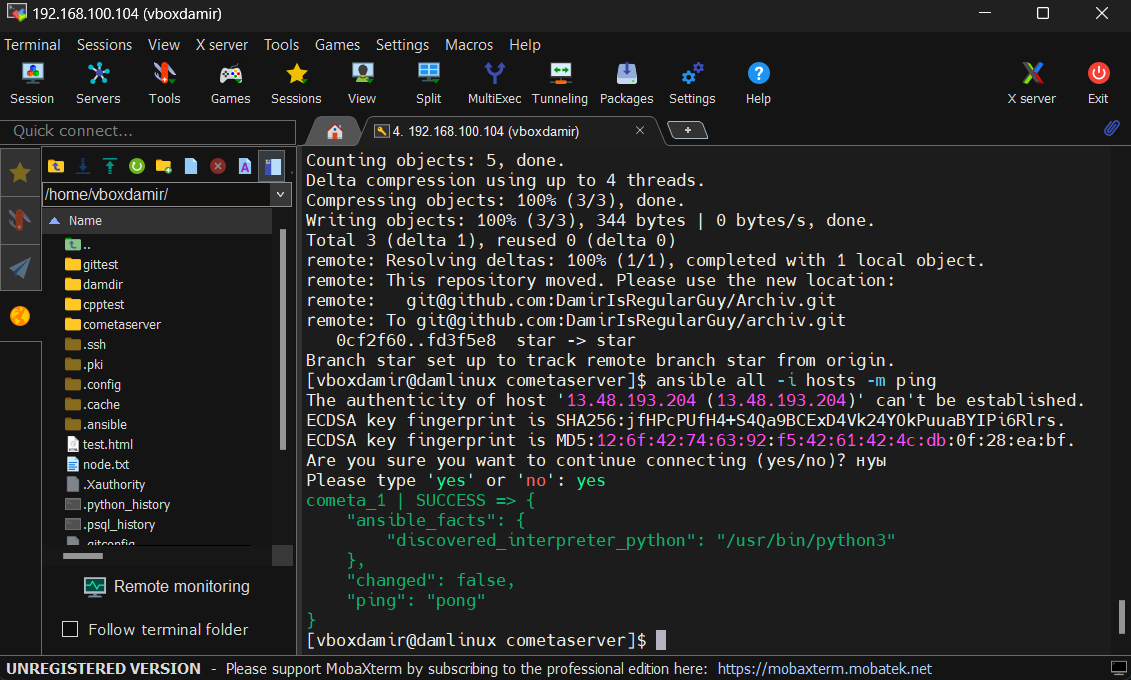 192.168.100.104 (vboxdamir)
Terminal Sessions View X server Tools Games Settings Macros Help
Session Servers Tools Games Sessions View Split MultiExec Tunneling Packages Settings Help X server Exit
Quick connect...
4. 192.168.100.104 (vboxdamir)
/home/vboxdamir/
Name
..
gittest
damdir
cpptest
cometaserver
.ssh
.pki
.config
.cache
.ansible
test.html
node.txt
.Xauthority
.python_history
.psql_history
.gitconfig
Remote monitoring
Follow terminal folder
Counting objects: 5, done.
Delta compression using up to 4 threads.
Compressing objects: 100% (3/3), done.
Writing objects: 100% (3/3), 344 bytes | 0 bytes/s, done.
Total 3 (delta 1), reused 0 (delta 0)
remote: Resolving deltas: 100% (1/1), completed with 1 local object.
remote: This repository moved. Please use the new location:
remote:   git@github.com:DamirIsRegularGuy/Archiv.git
remote: To git@github.com:DamirIsRegularGuy/archiv.git
   0cf2f60..fd3f5e8  star -> star
Branch star set up to track remote branch star from origin.
[vboxdamir@damlinux cometaserver]$ ansible all -i hosts -m ping
The authenticity of host '13.48.193.204 (13.48.193.204)' can't be established.
ECDSA key fingerprint is SHA256:jfHPcPUfH4+S4Qa9BCExD4Vk24YOkPuuaBYIPi6Rlrs.
ECDSA key fingerprint is MD5:12:6f:42:74:63:92:f5:42:61:42:4c:db:0f:28:ea:bf.
Are you sure you want to continue connecting (yes/no)? нуы
Please type 'yes' or 'no': yes
cometa_1 | SUCCESS => {
    "ansible_facts": {
        "discovered_interpreter_python": "/usr/bin/python3"
    },
    "changed": false,
    "ping": "pong"
}
[vboxdamir@damlinux cometaserver]$
UNREGISTERED VERSION - Please support MobaXterm by subscribing to the professional edition here: https://mobaxterm.mobatek.net